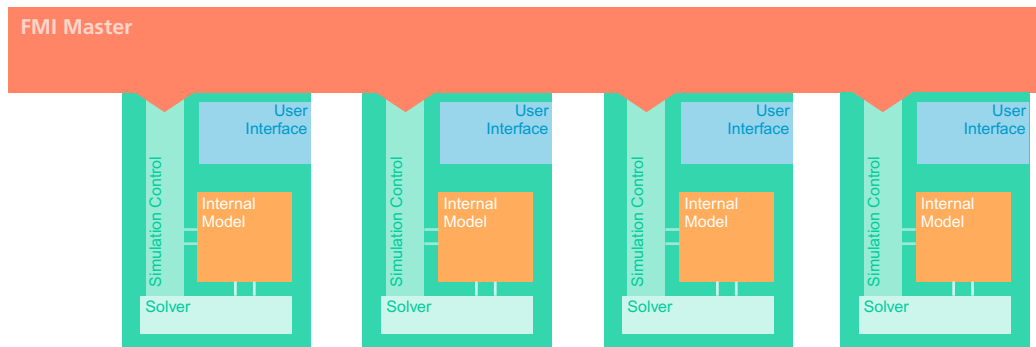 FMI Master
User
Interface
Simulation Control
Internal
Model
Solver
User
Interface
Simulation Control
Internal
Model
Solver
User
Interface
Simulation Control
Internal
Model
Solver
User
Interface
Simulation Control
Internal
Model
Solver